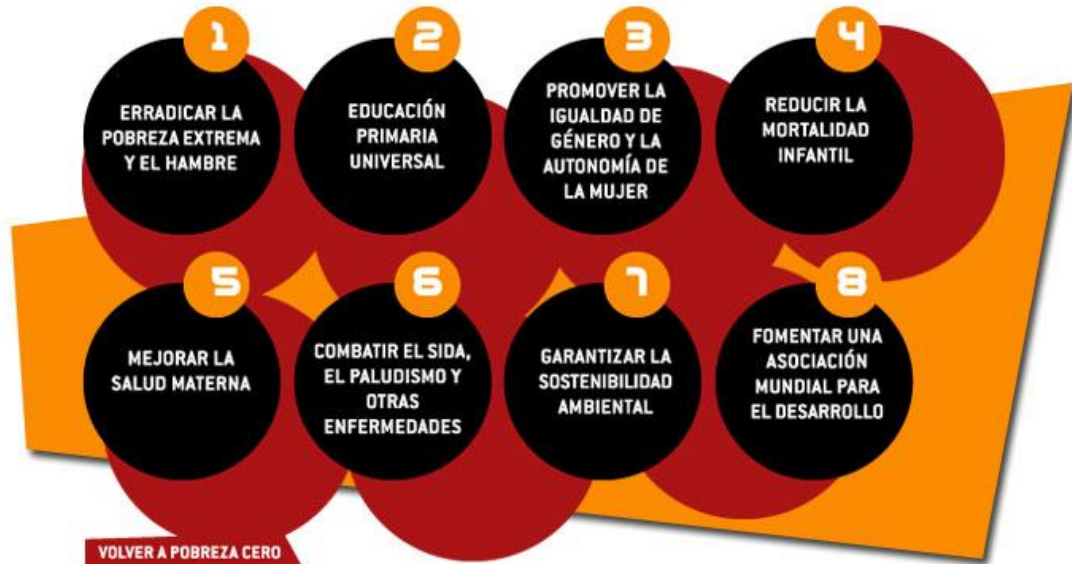 1
ERRADICAR LA
POBREZA EXTREMA
Y EL HAMBRE
2
EDUCACIÓN
PRIMARIA
UNIVERSAL
3
PROMOVER LA
IGUALDAD DE
GÉNERO Y LA
AUTONOMÍA DE
LA MUJER
4
REDUCIR LA
MORTALIDAD
INFANTIL
5
MEJORAR LA
SALUD MATERNA
6
COMBATIR EL SIDA,
EL PALUDISMO Y
OTRAS
ENFERMEDADES
7
GARANTIZAR LA
SOSTENIBILIDAD
AMBIENTAL
8
FOMENTAR UNA
ASOCIACIÓN
MUNDIAL PARA
EL DESARROLLO
VOLVER A POBREZA CERO